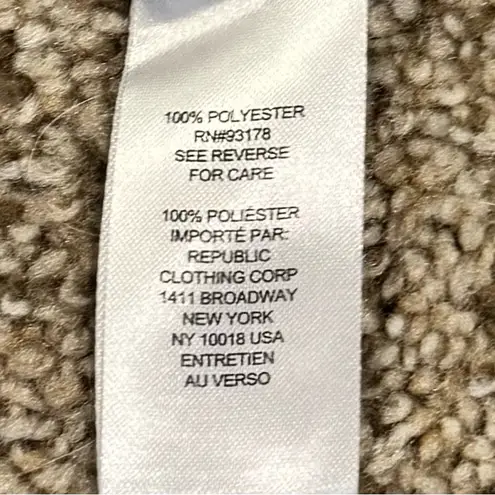 100% POLYESTER
RN#93178
SEE REVERSE
FOR CARE
100% POLIÉSTER
IMPORTÉ PAR:
REPUBLIC
CLOTHING CORP
1411 BROADWAY
NEW YORK
NY 10018 USA
ENTRETIEN
AU VERSO